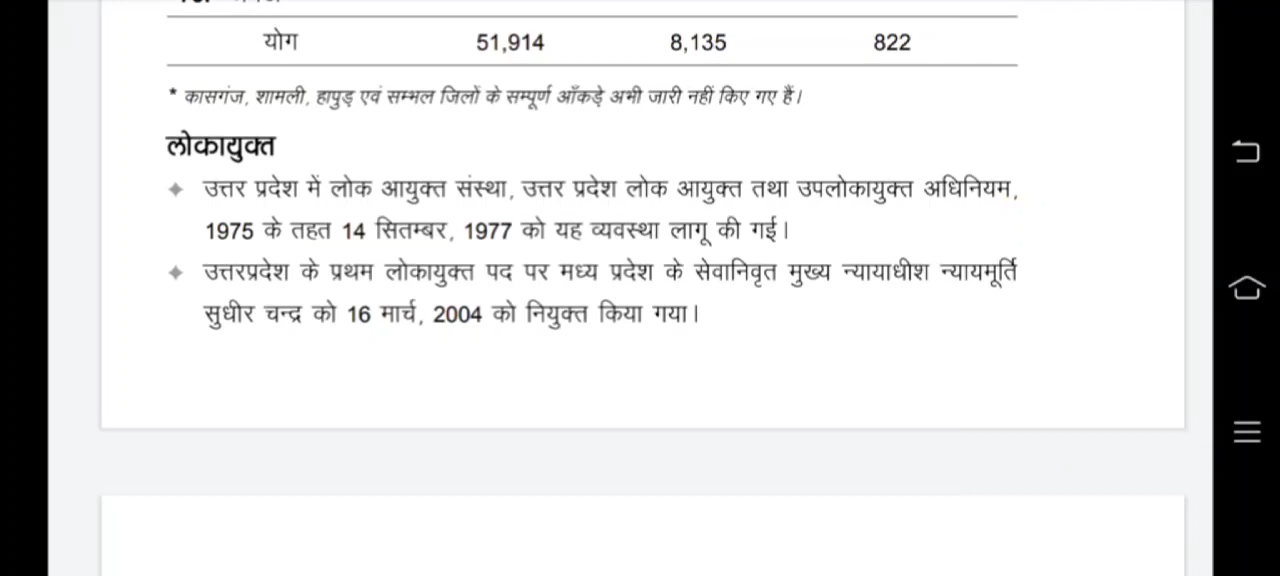 योग 51,914 8,135 822
* कासगंज, शामली, हापुड़ एवं सम्भल जिलों के सम्पूर्ण आँकड़े अभी जारी नहीं किए गए हैं।
लोकायुक्त
✦ उत्तर प्रदेश में लोक आयुक्त संस्था, उत्तर प्रदेश लोक आयुक्त तथा उपलोकायुक्त अधिनियम,
1975 के तहत 14 सितम्बर, 1977 को यह व्यवस्था लागू की गई।
✦ उत्तरप्रदेश के प्रथम लोकायुक्त पद पर मध्य प्रदेश के सेवानिवृत मुख्य न्यायाधीश न्यायमूर्ति
सुधीर चन्द्र को 16 मार्च, 2004 को नियुक्त किया गया।